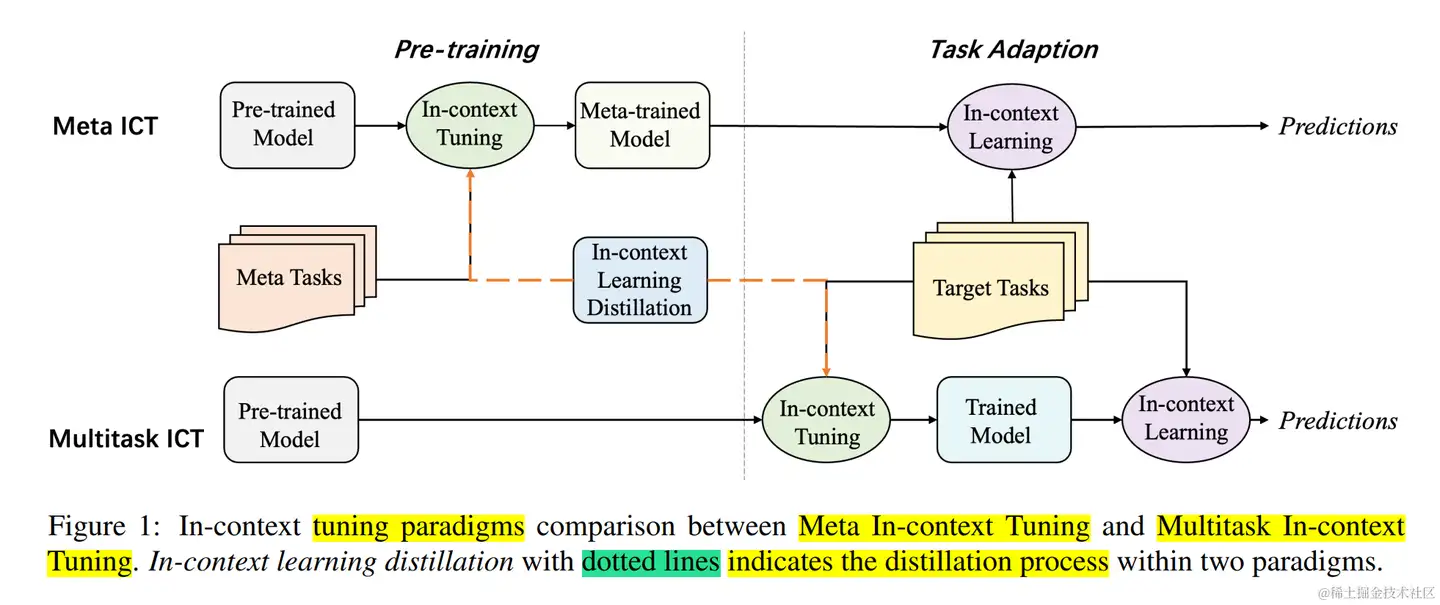 Pre-training
Task Adaption
Meta ICT
Pre-trained
Model
In-context
Tuning
Meta-trained
Model
In-context
Learning
Predictions
Meta Tasks
In-context
Learning
Distillation
Target Tasks
Multitask ICT
Pre-trained
Model
In-context
Tuning
Trained
Model
In-context
Learning
Predictions
Figure 1: In-context tuning paradigms comparison between Meta In-context Tuning and Multitask In-context
Tuning. In-context learning distillation with dotted lines indicates the distillation process within two paradigms.
@稀土掘金技术社区